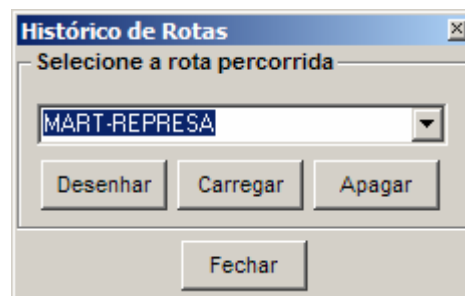 Histórico de Rotas
Selecione a rota percorrida
MART-REPRESA
Desenhar Carregar Apagar
Fechar